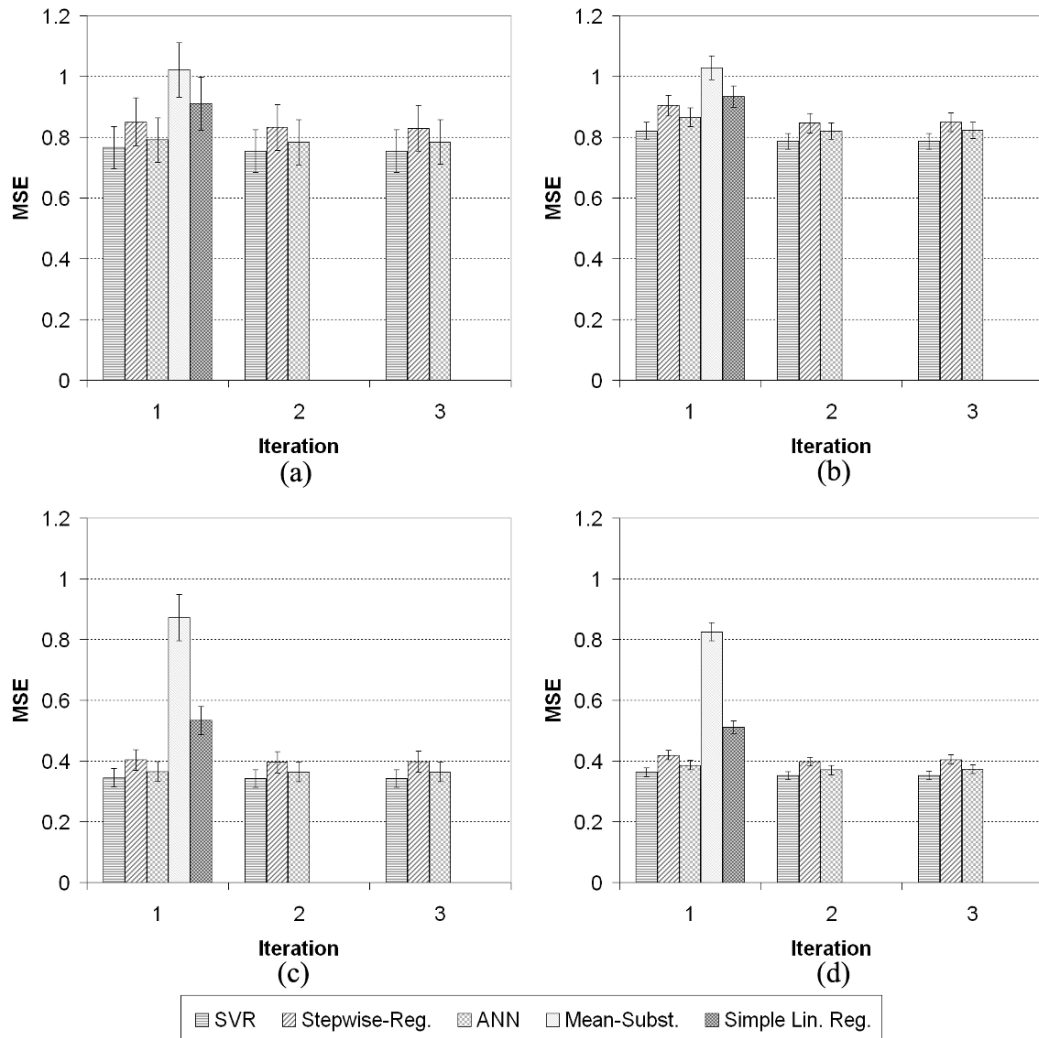 1.2
1
0.8
0.6
0.4
0.2
0
MSE
1 2 3
Iteration
(a)
1.2
1
0.8
0.6
0.4
0.2
0
MSE
1 2 3
Iteration
(b)
1.2
1
0.8
0.6
0.4
0.2
0
MSE
1 2 3
Iteration
(c)
1.2
1
0.8
0.6
0.4
0.2
0
MSE
1 2 3
Iteration
(d)
SVR Stepwise-Reg. ANN Mean-Subst. Simple Lin. Reg.